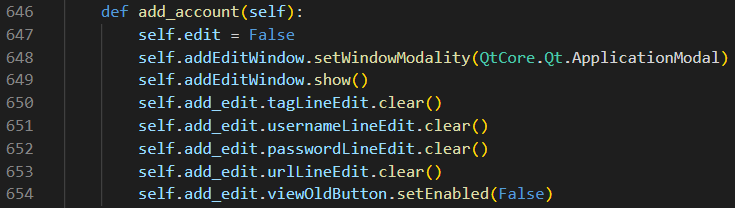 646 def add_account(self):
647 self.edit = False
648 self.addEditWindow.setWindowModality(QtCore.Qt.ApplicationModal)
649 self.addEditWindow.show()
650 self.add_edit.tagLineEdit.clear()
651 self.add_edit.usernameLineEdit.clear()
652 self.add_edit.passwordLineEdit.clear()
653 self.add_edit.urlLineEdit.clear()
654 self.add_edit.viewOldButton.setEnabled(False)